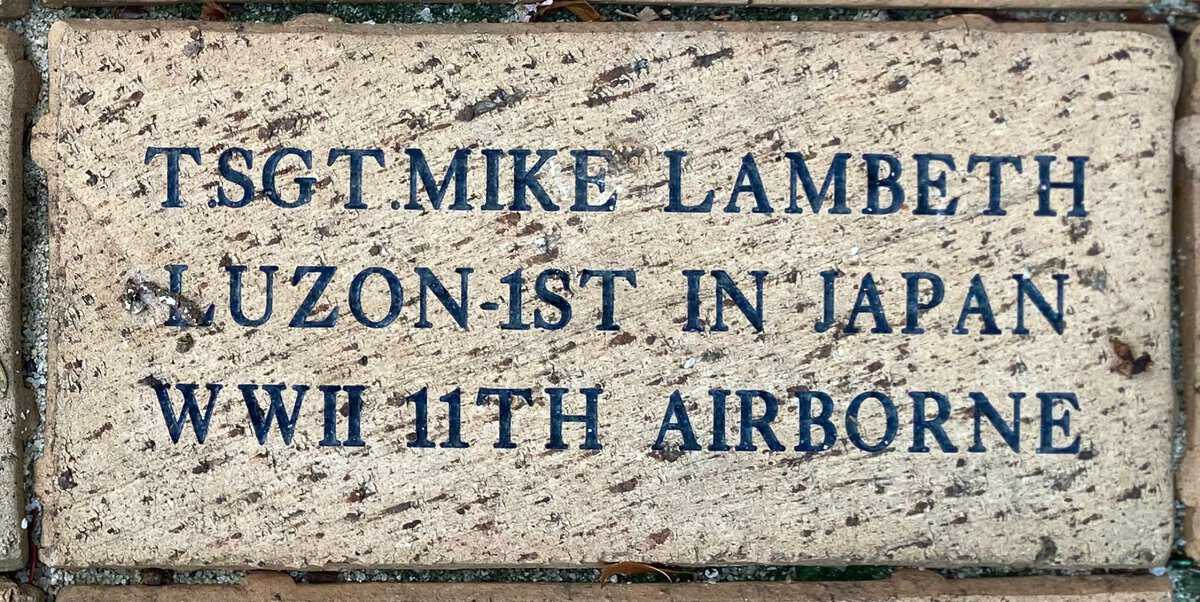 T.SGT.MIKE LAMBETH
LUZON-1ST IN JAPAN
WWII 11TH AIRBORNE